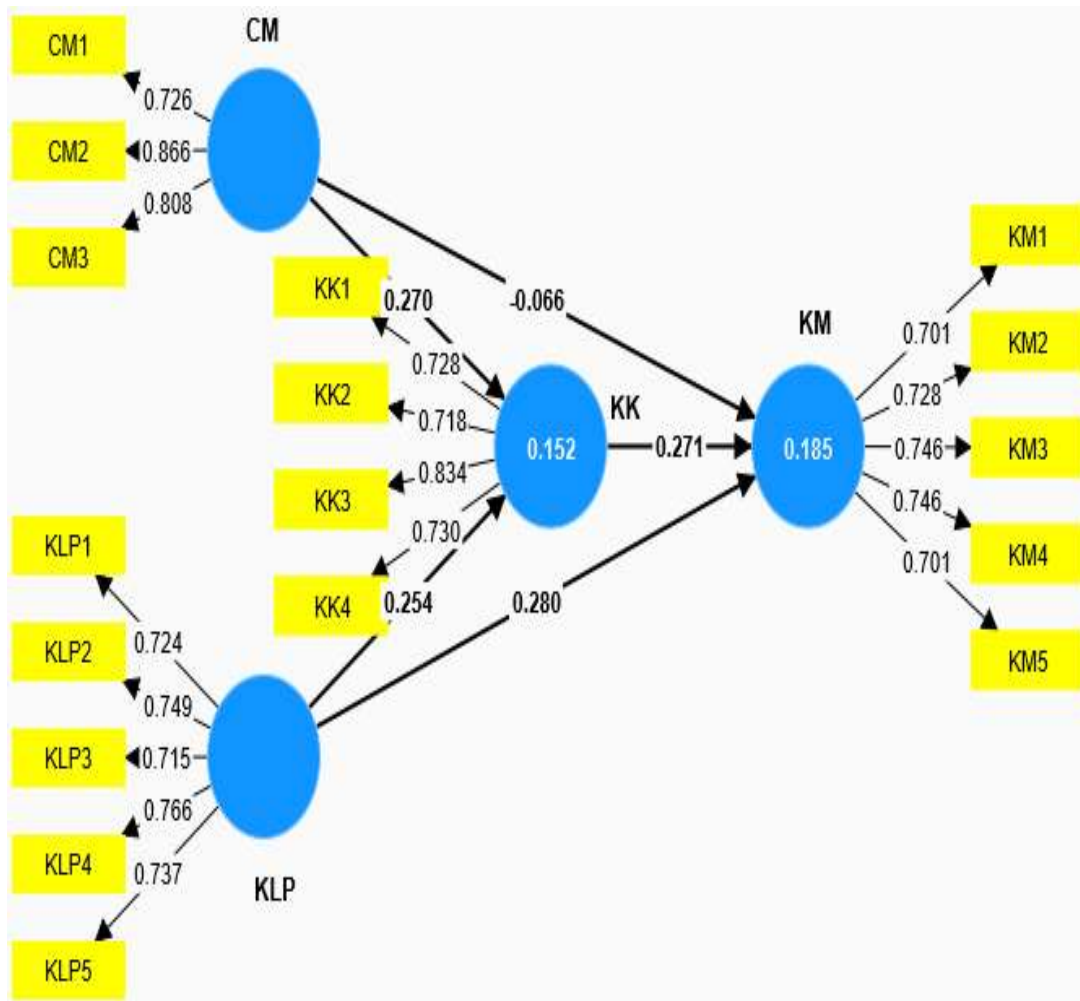 CM
CM1
0.726
CM2
0.866
0.808
CM3
KM1
KK1
0.270
-0.066
KM
0.701
KM2
0.728
0.728
KK2
KK
0.718
0.152
0.271
0.185
0.746
KM3
0.834
KK3
0.746
0.730
KM4
KLP1
0.701
KK4
0.254
0.280
0.724
KLP2
KM5
0.749
KLP3
0.715
0.766
KLP4
0.737
KLP
KLP5